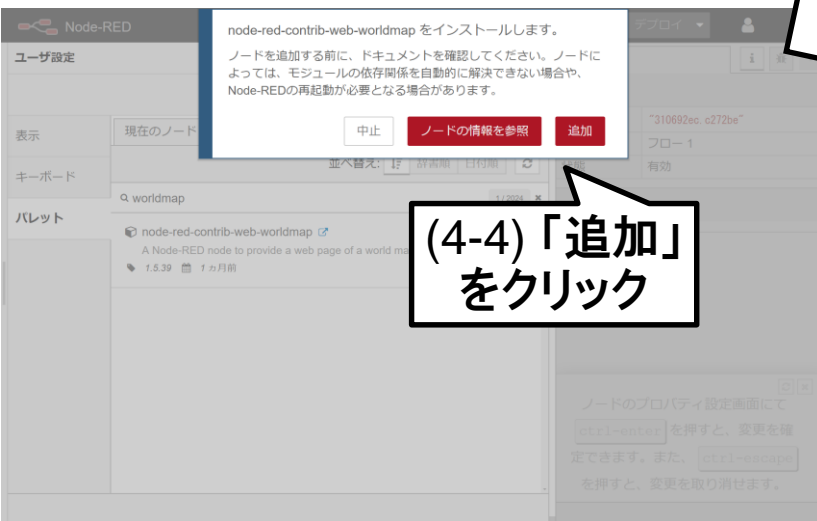 Node-RED
デプロイ
node-red-contrib-web-worldmap をインストールします。
ノードを追加する前に、ドキュメントを確認してください。ノードに
よっては、モジュールの依存関係を自動的に解決できない場合や、
Node-REDの再起動が必要となる場合があります。
中止
ノードの情報を参照
追加
ユーザ設定
表示
キーボード
パレット
現在のノード
並べ替え:
辞書順
日付順
worldmap
1 / 2024
node-red-contrib-web-worldmap
A Node-RED node to provide a web page of a world ma
1.5.39
1 カ月前
"310692ec.c272be"
フロー 1
状態
有効
(4-4)「追加」
をクリック
ノードのプロパティ設定画面にて
ctrl-enter を押すと、変更を確
定できます。また、 ctrl-escape
を押すと、変更を取り消せます。